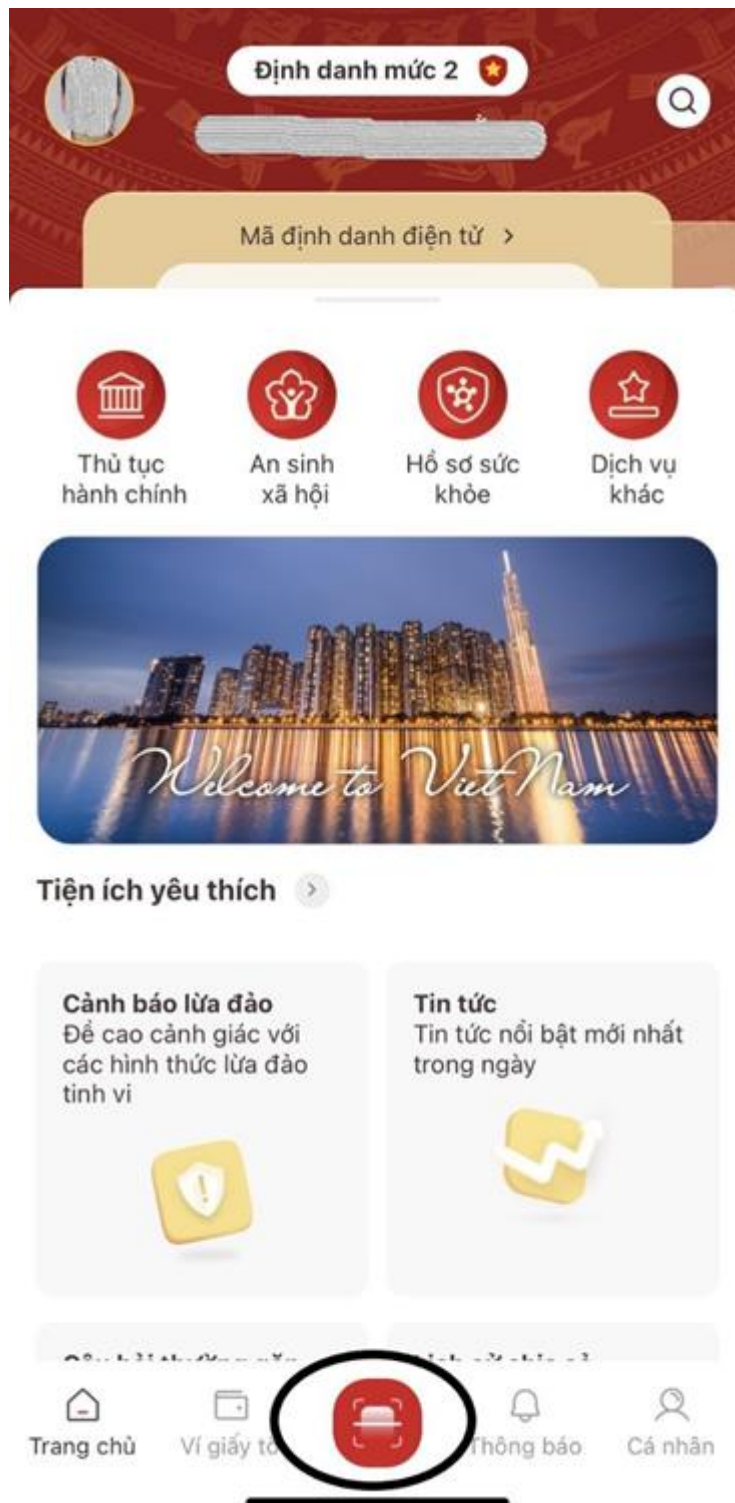 Định danh mức 2
Mã định danh điện tử
Thủ tục
hành chính
An sinh
xã hội
Hồ sơ sức
khỏe
Dịch vụ
khác
Welcome to Viet Nam
Tiện ích yêu thích
Cảnh báo lừa đảo
Đề cao cảnh giác với
các hình thức lừa đảo
tinh vi
Tin tức
Tin tức nổi bật mới nhất
trong ngày
Trang chủ
Ví giấy tờ
Thông báo
Cá nhân